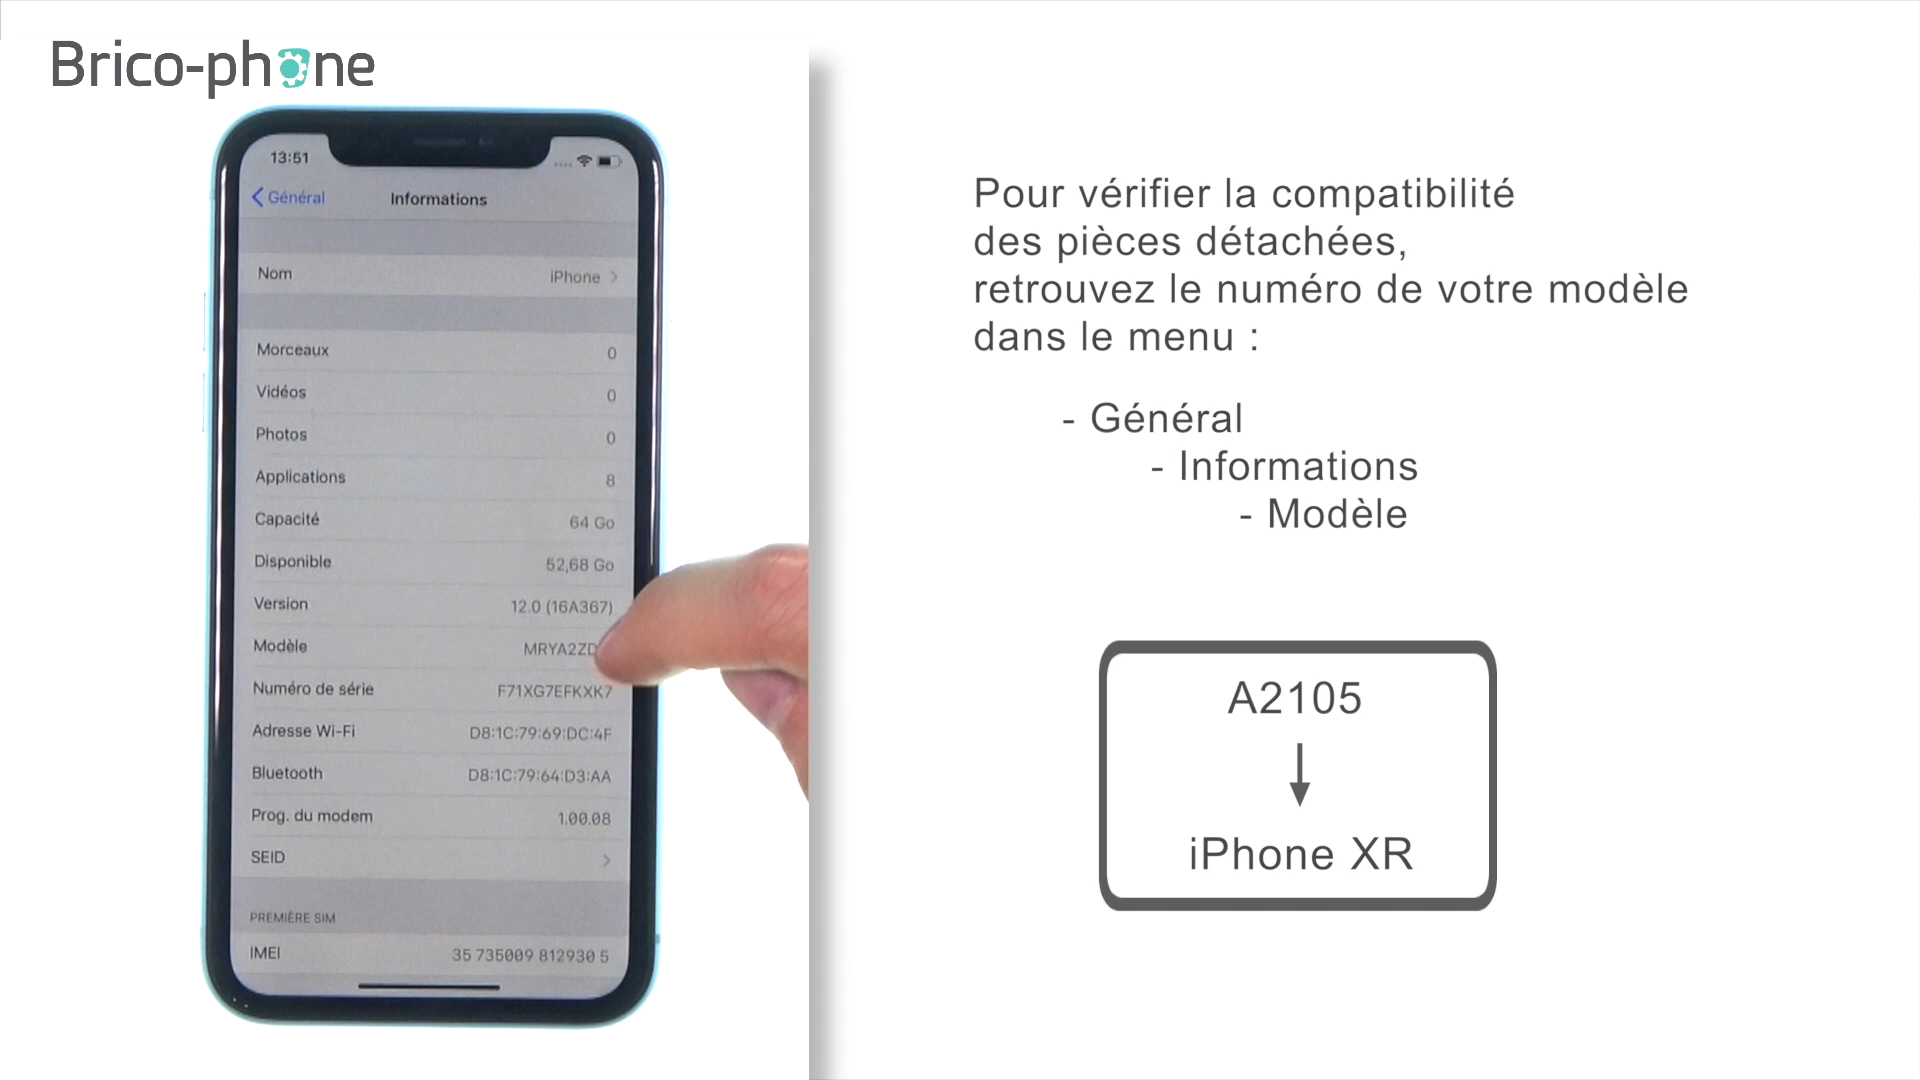 Brico-phone
13:51
Général
Informations
Nom iPhone
Morceaux 0
Vidéos 0
Photos 0
Applications 8
Capacité 64 Go
Disponible 52,68 Go
Version 12.0 (16A367)
Modèle MRYA2ZD
Numéro de série F71XG7EFKXK7
Adresse Wi-Fi D8:1C:79:69:DC:4F
Bluetooth D8:1C:79:64:D3:AA
Prog. du modem 1.00.08
SEID
PREMIÈRE SIM
IMEI 35 735009 812930 5
Pour vérifier la compatibilité
des pièces détachées,
retrouvez le numéro de votre modèle
dans le menu :
- Général
- Informations
- Modèle
A2105
iPhone XR